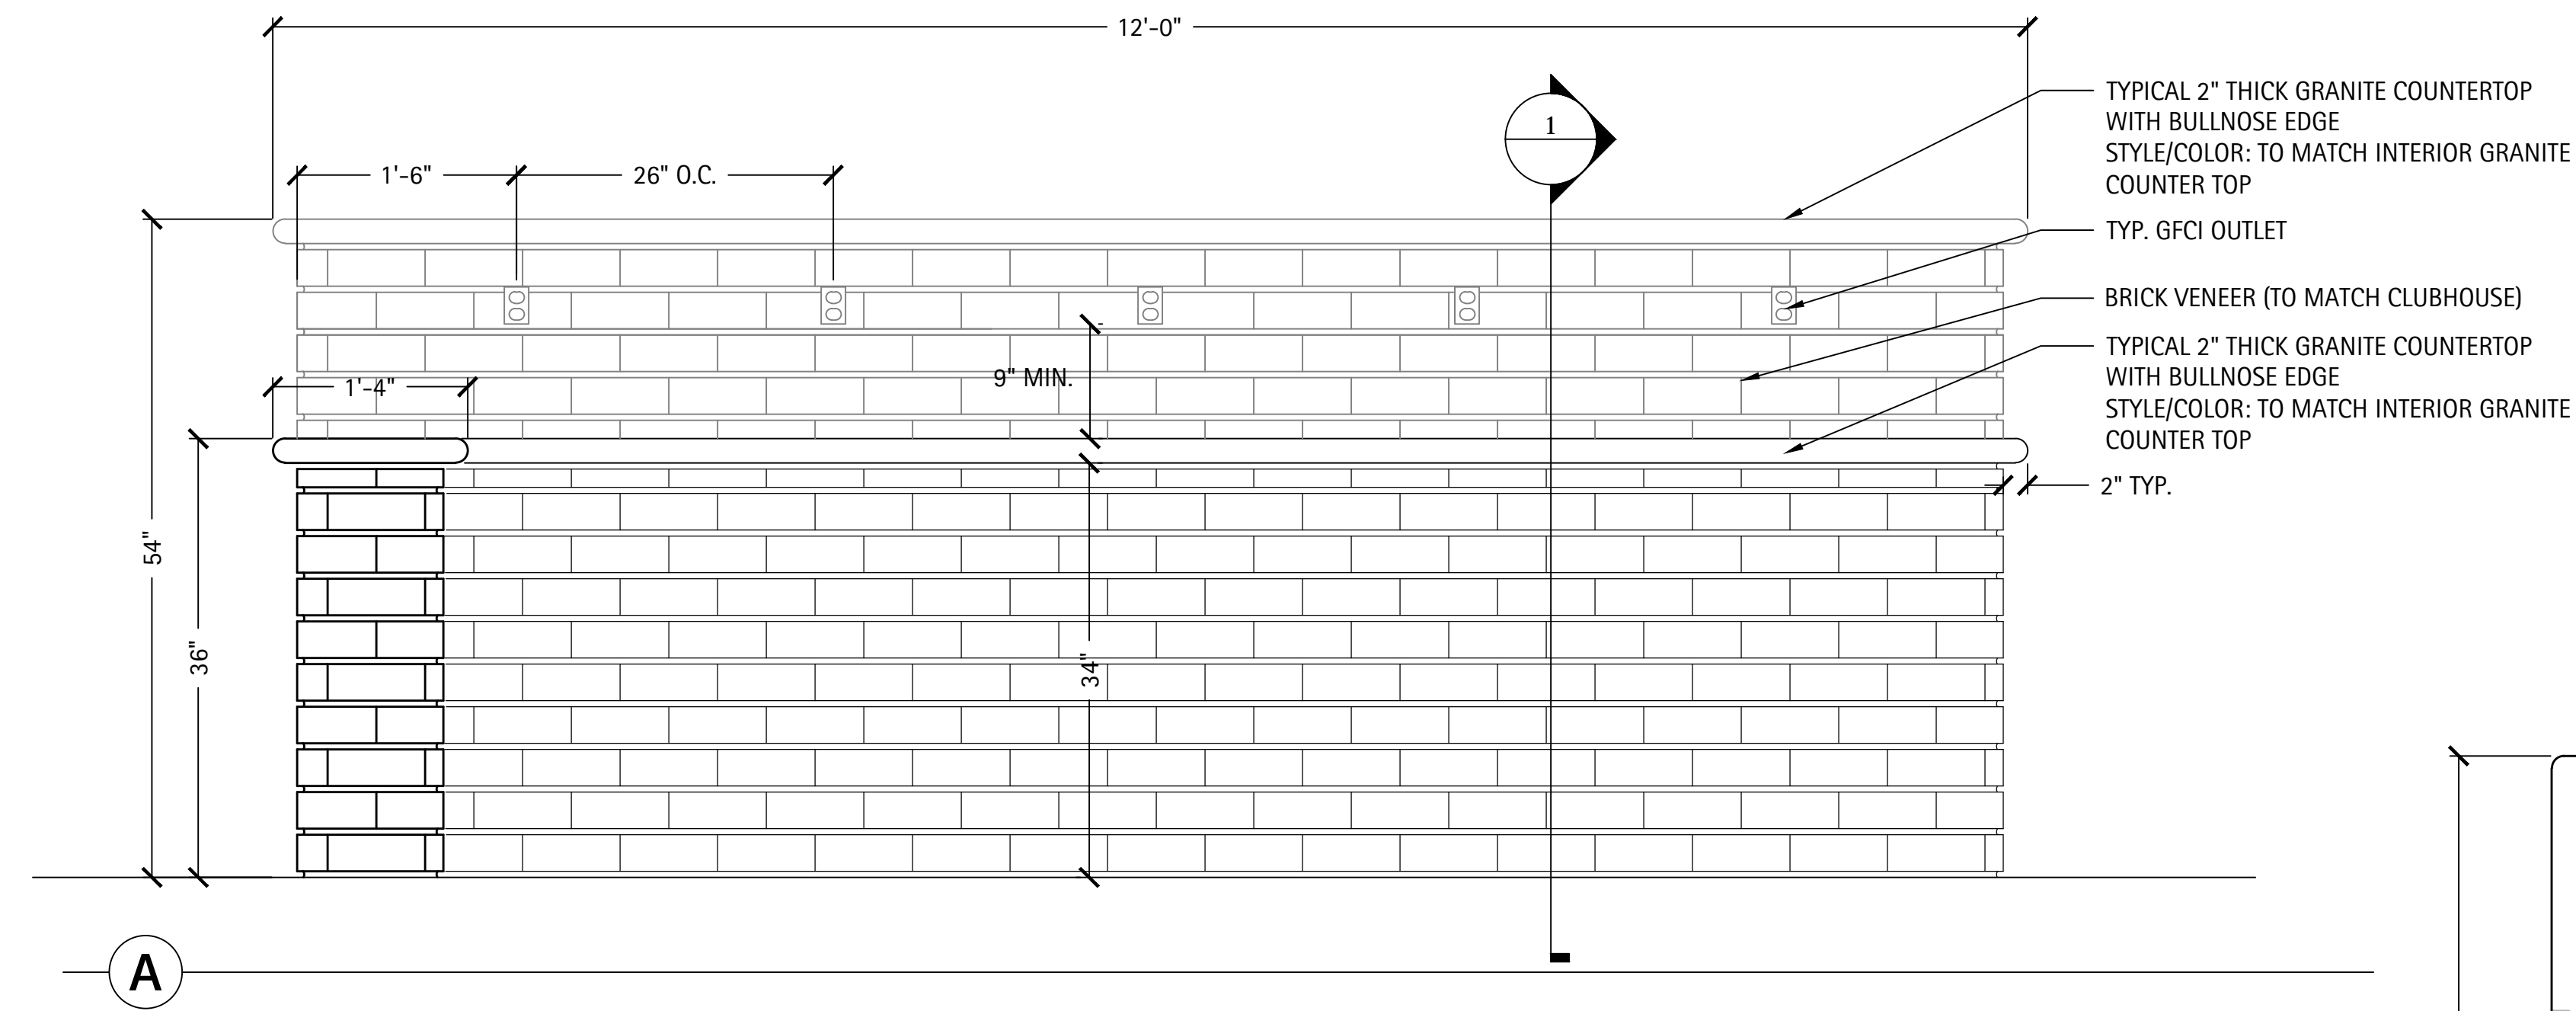 12'-0"
TYPICAL 2" THICK GRANITE COUNTERTOP
WITH BULLNOSE EDGE
STYLE/COLOR: TO MATCH INTERIOR GRANITE
COUNTER TOP
1
1'-6"
26" O.C.
TYP. GFCI OUTLET
BRICK VENEER (TO MATCH CLUBHOUSE)
TYPICAL 2" THICK GRANITE COUNTERTOP
WITH BULLNOSE EDGE
STYLE/COLOR: TO MATCH INTERIOR GRANITE
COUNTER TOP
9" MIN.
1'-4"
2" TYP.
54"
36"
34"
A